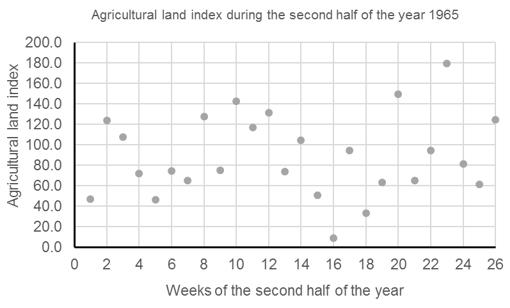 Agricultural land index during the second half of the year 1965
200.0
180.0
160.0
140.0
120.0
100.0
80.0
60.0
40.0
20.0
0.0
Agricultural land index
0 2 4 6 8 10 12 14 16 18 20 22 24 26
Weeks of the second half of the year